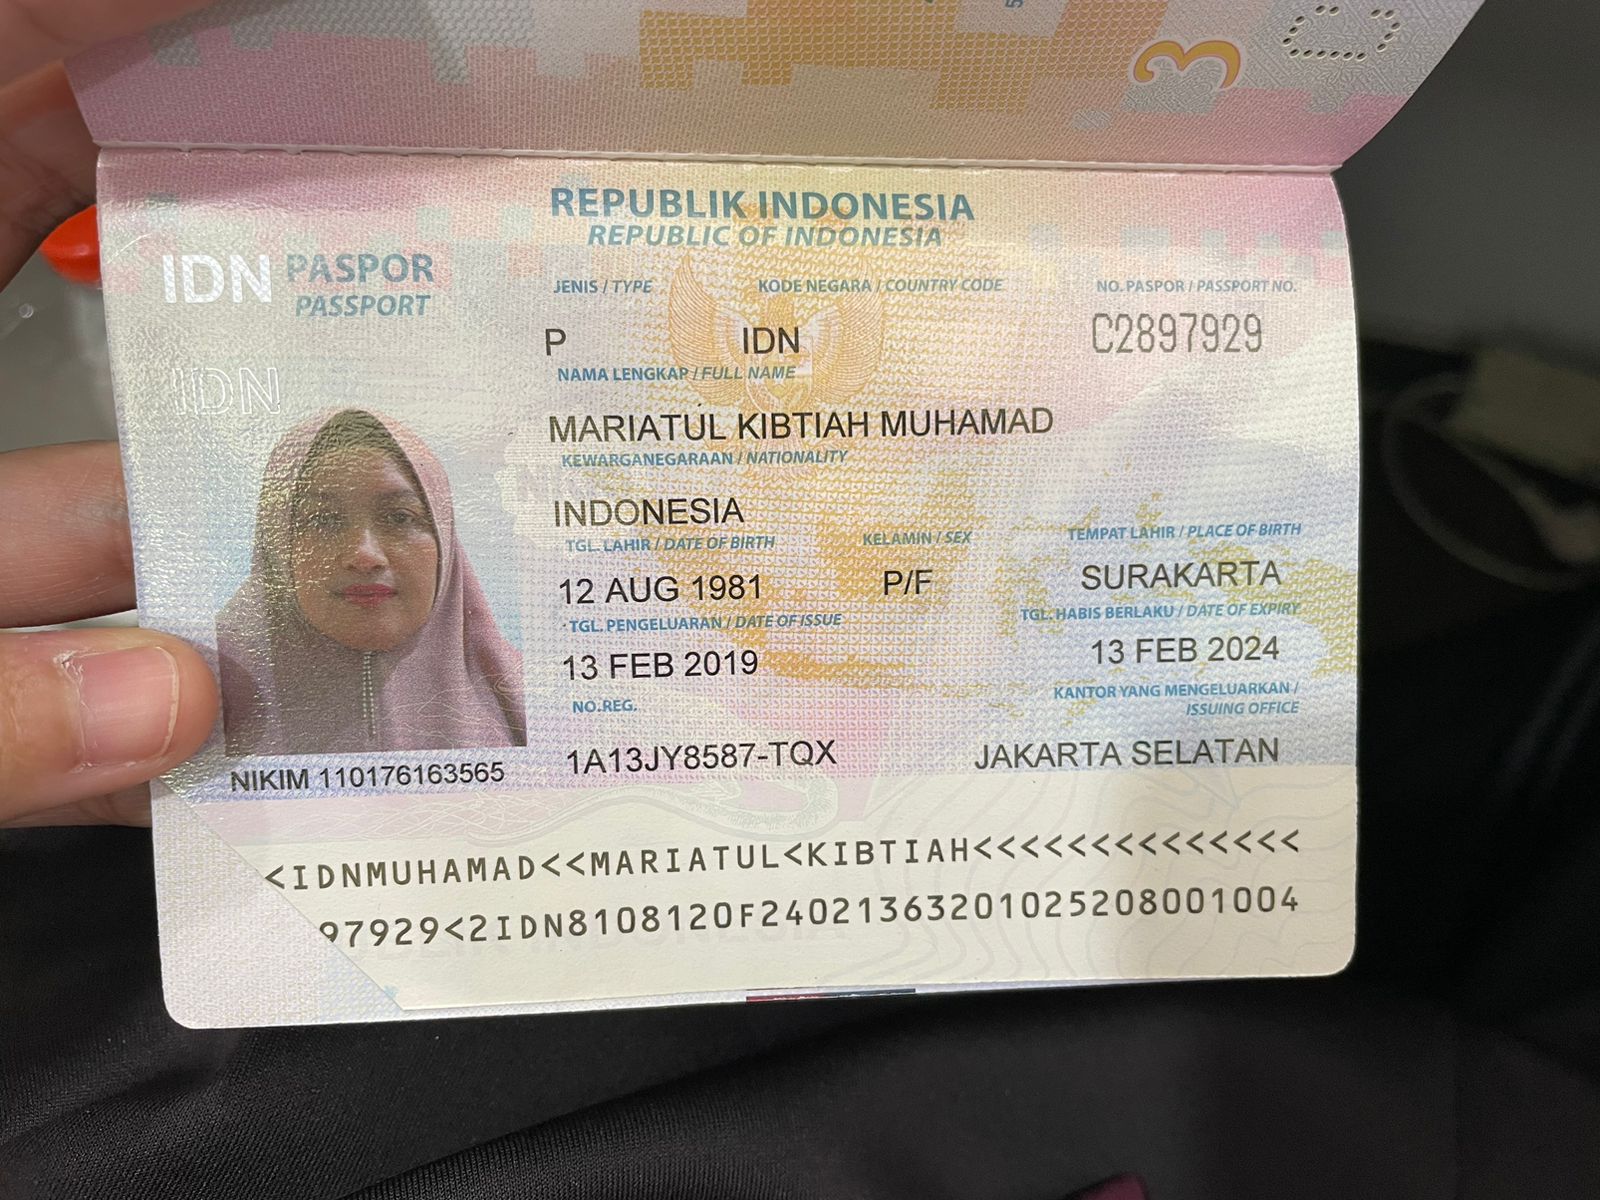 3
REPUBLIK INDONESIA
REPUBLIC OF INDONESIA
IDN PASPOR
PASSPORT
JENIS / TYPE KODE NEGARA / COUNTRY CODE NO. PASPOR / PASSPORT NO.
P IDN C2897929
IDN
NAMA LENGKAP / FULL NAME
MARIATUL KIBTIAH MUHAMAD
KEWARGANEGARAAN / NATIONALITY
INDONESIA
TGL. LAHIR / DATE OF BIRTH KELAMIN / SEX TEMPAT LAHIR / PLACE OF BIRTH
12 AUG 1981 P/F SURAKARTA
TGL. PENGELUARAN / DATE OF ISSUE TGL. HABIS BERLAKU / DATE OF EXPIRY
13 FEB 2019 13 FEB 2024
NO.REG. KANTOR YANG MENGELUARKAN /
ISSUING OFFICE
1A13JY8587-TQX JAKARTA SELATAN
NIKIM 110176163565
<IDNMUHAMAD<<MARIATUL<KIBTIAH<<<<<<<<<<<<<<
97929<2IDN8108120F2402136320102520800​1004